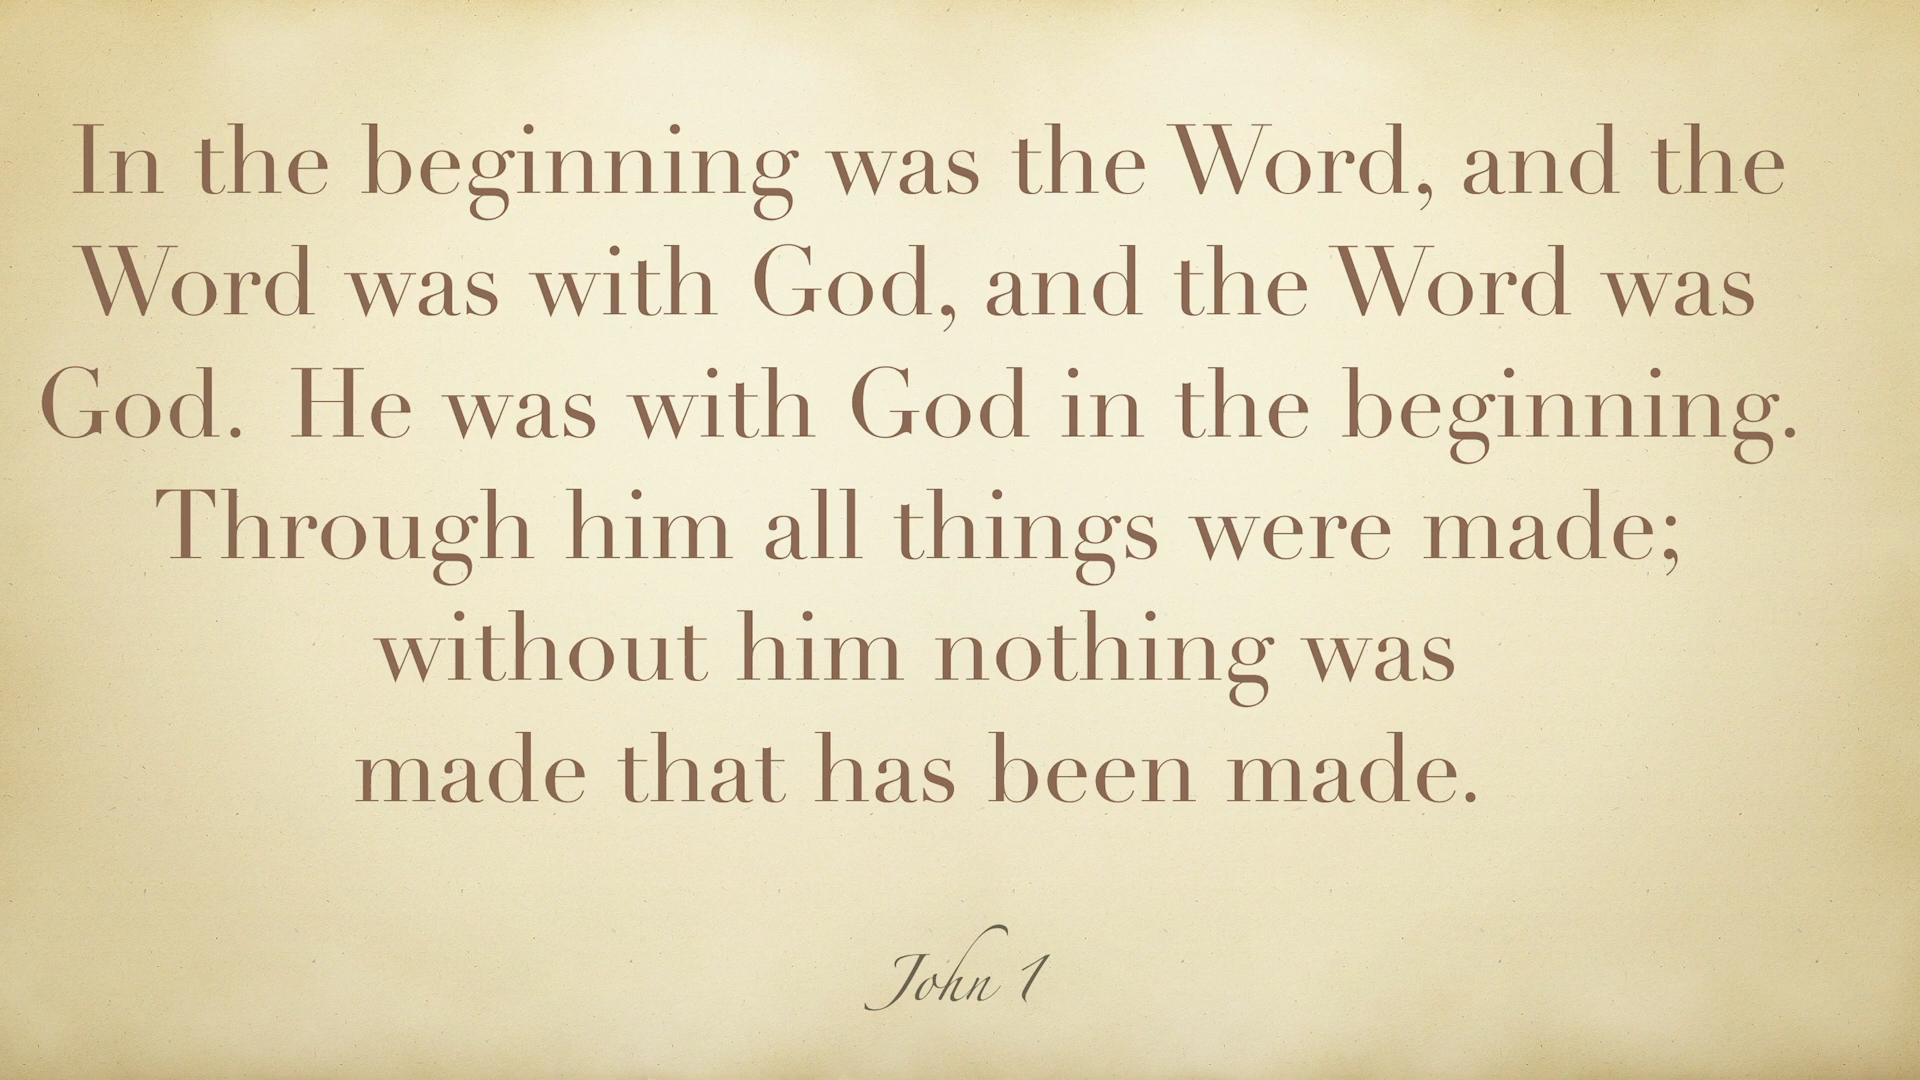 In the beginning was the Word, and the
Word was with God, and the Word was
God. He was with God in the beginning.
Through him all things were made;
without him nothing was
made that has been made.
John 1